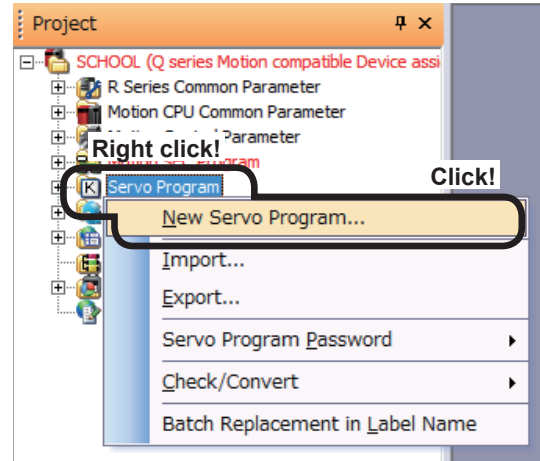 Project
SCHOOL (Q series Motion compatible Device assi
R Series Common Parameter
Motion CPU Common Parameter
Parameter
Right click!
Servo Program
Click!
New Servo Program...
Import...
Export...
Servo Program Password
Check/Convert
Batch Replacement in Label Name